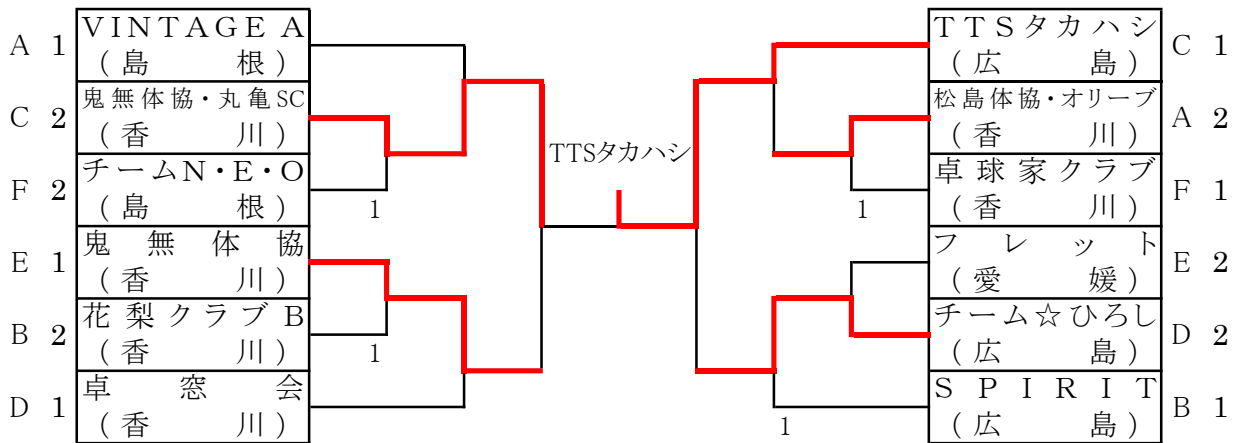 A 1 VINTAGE A
(島根)
C 2 鬼無体協・丸亀SC
(香川)
F 2 チームN・E・O
(島根)
1
E 1 鬼無体協
(香川)
B 2 花梨クラブB
(香川)
1
D 1 卓窓会
(香川)
TTSタカハシ
TTSタカハシ C 1
(広島)
松島体協・オリーブ A 2
(香川)
卓球家クラブ F 1
(香川)
1
フレット E 2
(愛媛)
チーム☆ひろし D 2
(広島)
SPIRIT B 1
(広島)
1